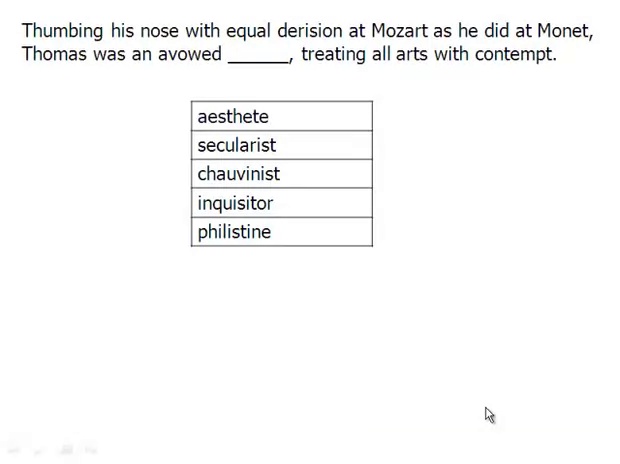 Thumbing his nose with equal derision at Mozart as he did at Monet,
Thomas was an avowed ______, treating all arts with contempt.
aesthete
secularist
chauvinist
inquisitor
philistine